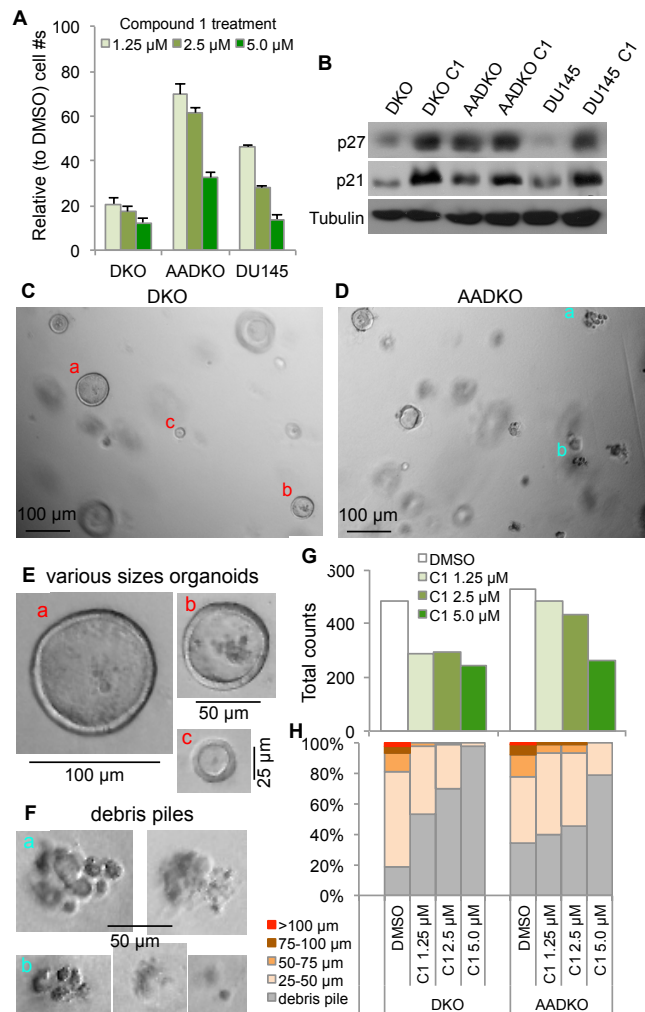 A
Compound 1 treatment
1.25 µM 2.5 µM 5.0 µM
Relative (to DMSO) cell #s
100
80
60
40
20
0
DKO AADKO DU145
B
DKO DKO C1 AADKO AADKO C1 DU145 DU145 C1
p27
p21
Tubulin
C DKO
a
c
b
100 µm
D AADKO
a
b
100 µm
E various sizes organoids
a
100 µm
b
50 µm
c
25 µm
F debris piles
a
50 µm
b
G
DMSO
C1 1.25 µM
C1 2.5 µM
C1 5.0 µM
Total counts
600
400
200
0
H
100%
80%
60%
40%
20%
0%
DMSO C1 1.25 µM C1 2.5 µM C1 5.0 µM DMSO C1 1.25 µM C1 2.5 µM C1 5.0 µM
DKO AADKO
>100 µm
75-100 µm
50-75 µm
25-50 µm
debris pile